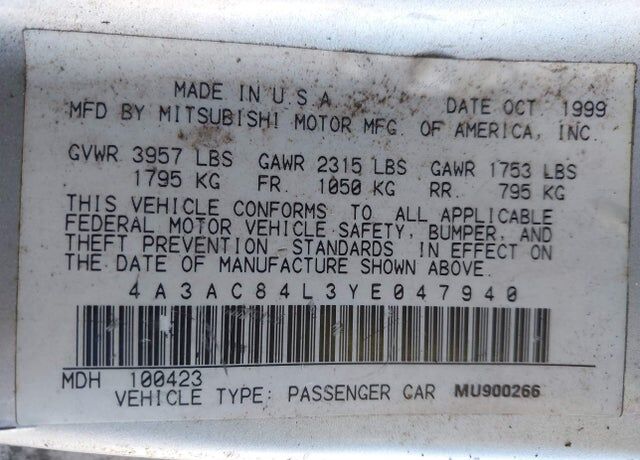 MADE IN U.S.A. DATE OCT 1999
MFD BY MITSUBISHI MOTOR MFG. OF AMERICA, INC.
GVWR 3957 LBS GAWR 2315 LBS GAWR 1753 LBS
1795 KG FR. 1050 KG RR. 795 KG
THIS VEHICLE CONFORMS TO ALL APPLICABLE
FEDERAL MOTOR VEHICLE SAFETY, BUMPER, AND
THEFT PREVENTION STANDARDS IN EFFECT ON
THE DATE OF MANUFACTURE SHOWN ABOVE.
4A3AC84L3YE047940
MDH 100423
VEHICLE TYPE: PASSENGER CAR MU900266